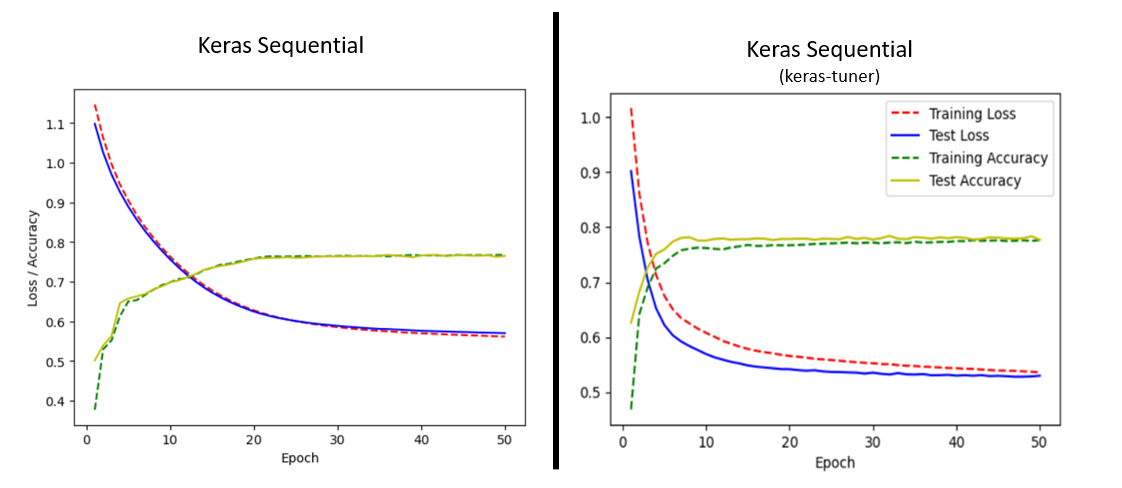 Keras Sequential
1.1
1.0
0.9
0.8
0.7
0.6
0.5
0.4
Loss / Accuracy
0
10
20
30
40
50
Epoch
Keras Sequential
(keras-tuner)
1.0
0.9
0.8
0.7
0.6
0.5
Training Loss
Test Loss
Training Accuracy
Test Accuracy
0
10
20
30
40
50
Epoch